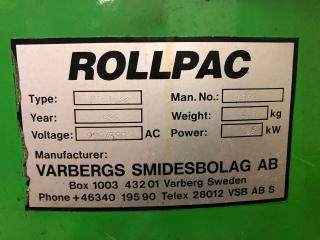 ROLLPAC
Type: Man. No.:
Year: Weight: kg
Voltage: AC Power: kW
Manufacturer:
VARBERGS SMIDESBOLAG AB
Box 1003 432 01 Varberg Sweden
Phone +46340 195 90 Telex 28012 VSB AB S